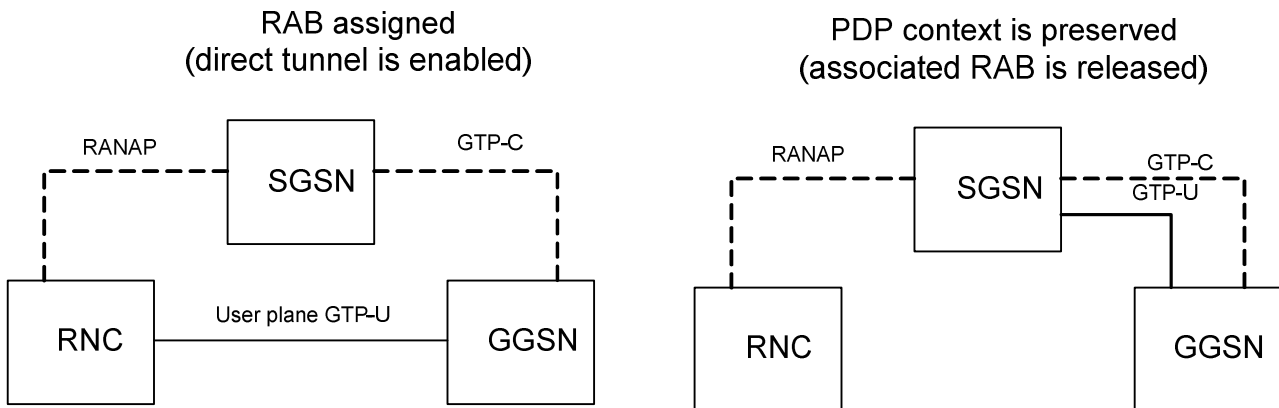 RAB assigned
(direct tunnel is enabled)
RANAP
GTP-C
SGSN
User plane GTP-U
RNC
GGSN
PDP context is preserved
(associated RAB is released)
RANAP
GTP-C
SGSN
GTP-U
RNC
GGSN